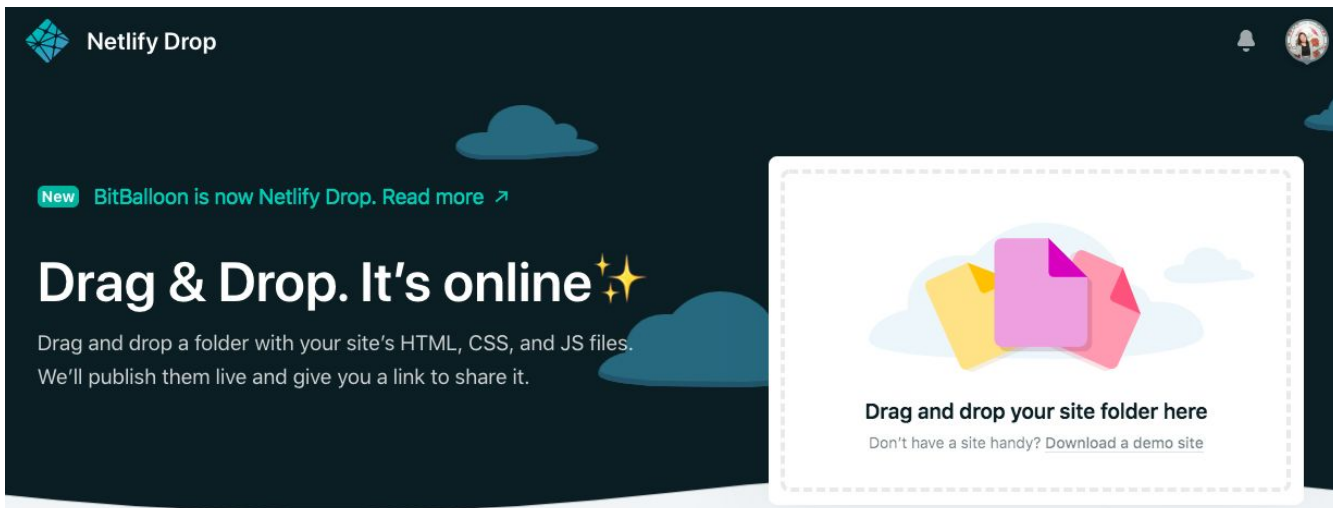 Netlify Drop
New BitBalloon is now Netlify Drop. Read more ↗
Drag & Drop. It's online✨
Drag and drop a folder with your site's HTML, CSS, and JS files.
We'll publish them live and give you a link to share it.
Drag and drop your site folder here
Don't have a site handy? Download a demo site